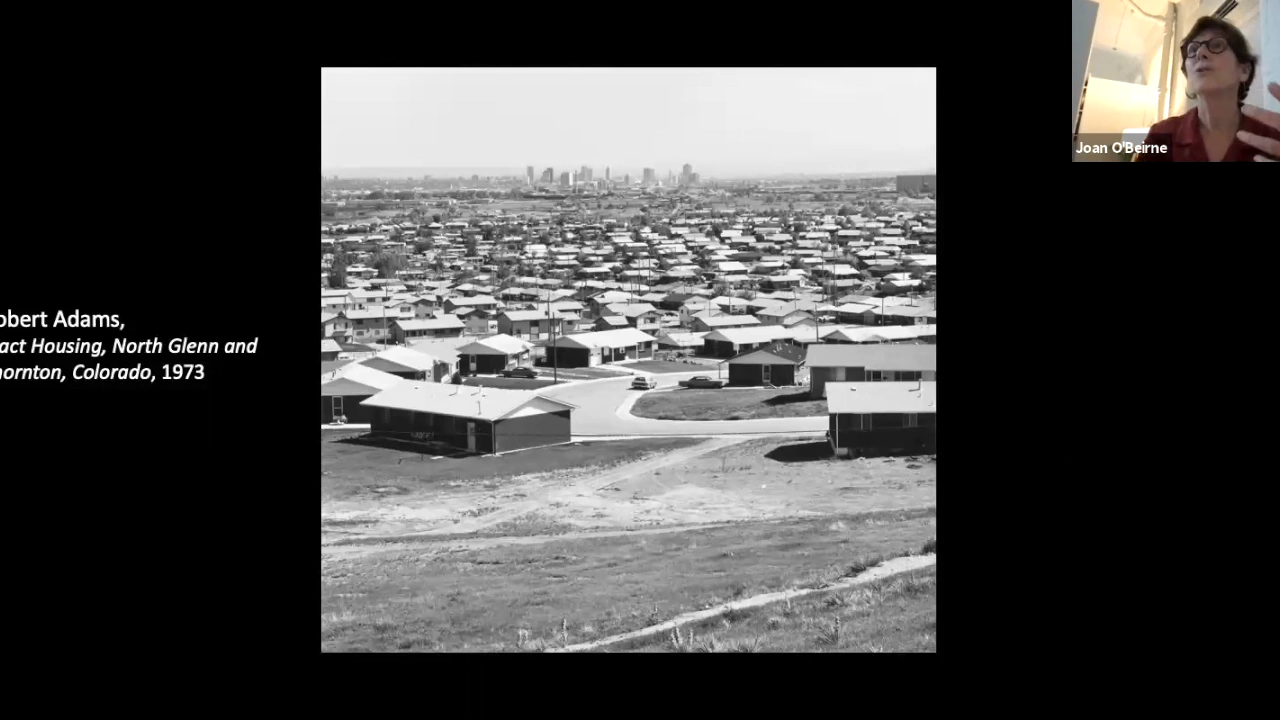 obert Adams,
act Housing, North Glenn and
hornton, Colorado, 1973
Joan O'Beirne